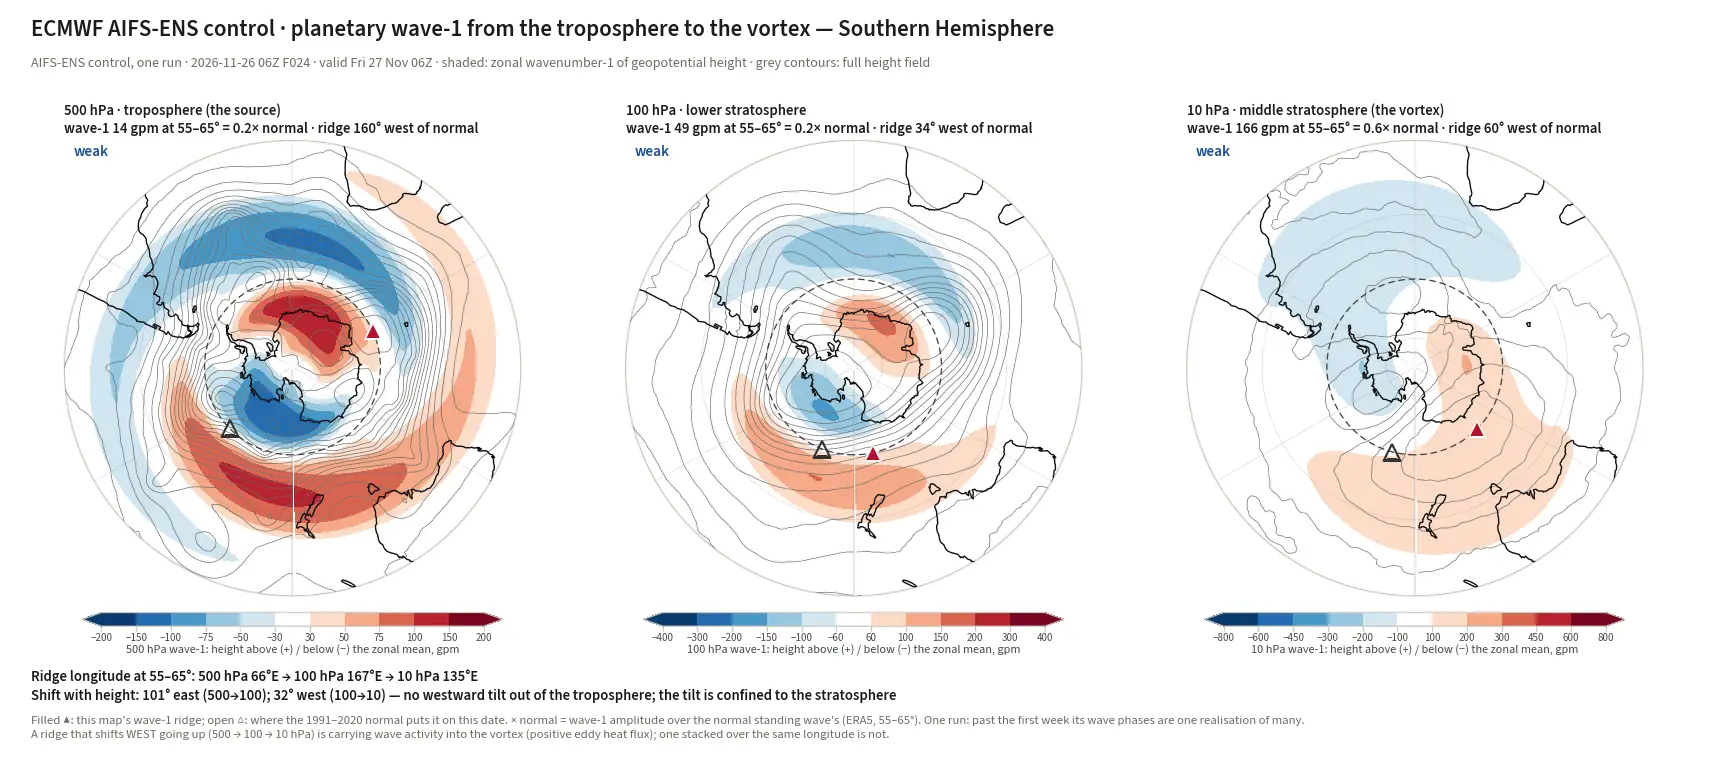 ECMWF AIFS-ENS control · planetary wave-1 from the troposphere to the vortex — Southern Hemisphere
AIFS-ENS control, one run · 2026-11-26 06Z F024 · valid Fri 27 Nov 06Z · shaded: zonal wavenumber-1 of geopotential height · grey contours: full height field
500 hPa · troposphere (the source)
wave-1 14 gpm at 55–65° = 0.2× normal · ridge 160° west of normal
weak
100 hPa · lower stratosphere
wave-1 49 gpm at 55–65° = 0.2× normal · ridge 34° west of normal
weak
10 hPa · middle stratosphere (the vortex)
wave-1 166 gpm at 55–65° = 0.6× normal · ridge 60° west of normal
weak
−200 −150 −100 −75 −50 −30 30 50 75 100 150 200
500 hPa wave-1: height above (+) / below (−) the zonal mean, gpm
−400 −300 −200 −150 −100 −60 60 100 150 200 300 400
100 hPa wave-1: height above (+) / below (−) the zonal mean, gpm
−800 −600 −450 −300 −200 −100 100 200 300 450 600 800
10 hPa wave-1: height above (+) / below (−) the zonal mean, gpm
Ridge longitude at 55–65°: 500 hPa 66°E → 100 hPa 167°E → 10 hPa 135°E
Shift with height: 101° east (500→100); 32° west (100→10) — no westward tilt out of the troposphere; the tilt is confined to the stratosphere
Filled ▲: this map's wave-1 ridge; open △: where the 1991–2020 normal puts it on this date. × normal = wave-1 amplitude over the normal standing wave's (ERA5, 55–65°). One run: past the first week its wave phases are one realisation of many.
A ridge that shifts WEST going up (500 → 100 → 10 hPa) is carrying wave activity into the vortex (positive eddy heat flux); one stacked over the same longitude is not.